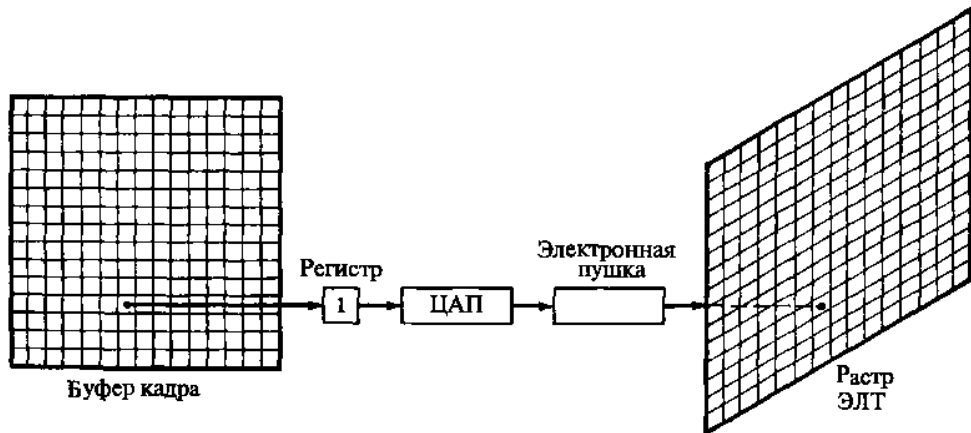 Электронная
пушка
Регистр
1
ЦАП
Буфер кадра
Растр
ЭЛТ